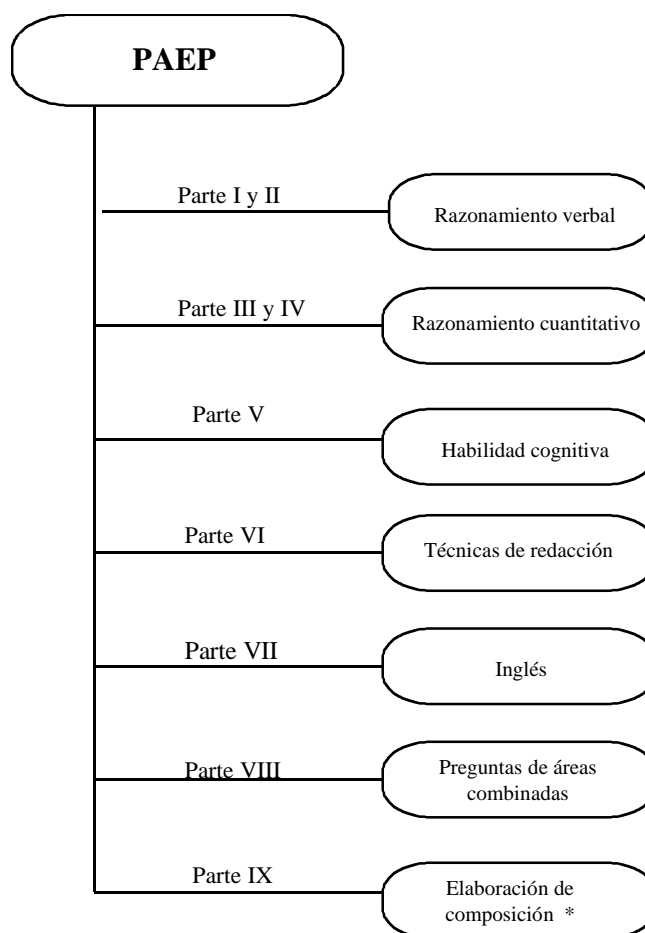 PAEP
Parte I y II
Razonamiento verbal
Parte III y IV
Razonamiento cuantitativo
Parte V
Habilidad cognitiva
Parte VI
Técnicas de redacción
Parte VII
Inglés
Parte VIII
Preguntas de áreas
combinadas
Parte IX
Elaboración de
composición *